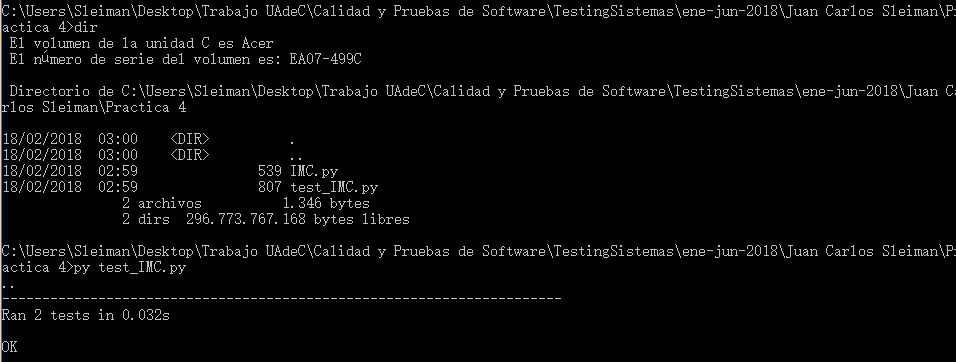 C:\Users\Sleiman\Desktop\Trabajo UAdeC\Calidad y Pruebas de Software\TestingSistemas\ene-jun-2018\Juan Carlos Sleiman\Pr
actica 4>dir
 El volumen de la unidad C es Acer
 El número de serie del volumen es: EA07-499C

 Directorio de C:\Users\Sleiman\Desktop\Trabajo UAdeC\Calidad y Pruebas de Software\TestingSistemas\ene-jun-2018\Juan Ca
rlos Sleiman\Practica 4

18/02/2018  03:00    <DIR>          .
18/02/2018  03:00    <DIR>          ..
18/02/2018  02:59               539 IMC.py
18/02/2018  02:59               807 test_IMC.py
               2 archivos          1.346 bytes
               2 dirs  296.773.767.168 bytes libres

C:\Users\Sleiman\Desktop\Trabajo UAdeC\Calidad y Pruebas de Software\TestingSistemas\ene-jun-2018\Juan Carlos Sleiman\Pr
actica 4>py test_IMC.py
..
----------------------------------------------------------------------
Ran 2 tests in 0.032s

OK